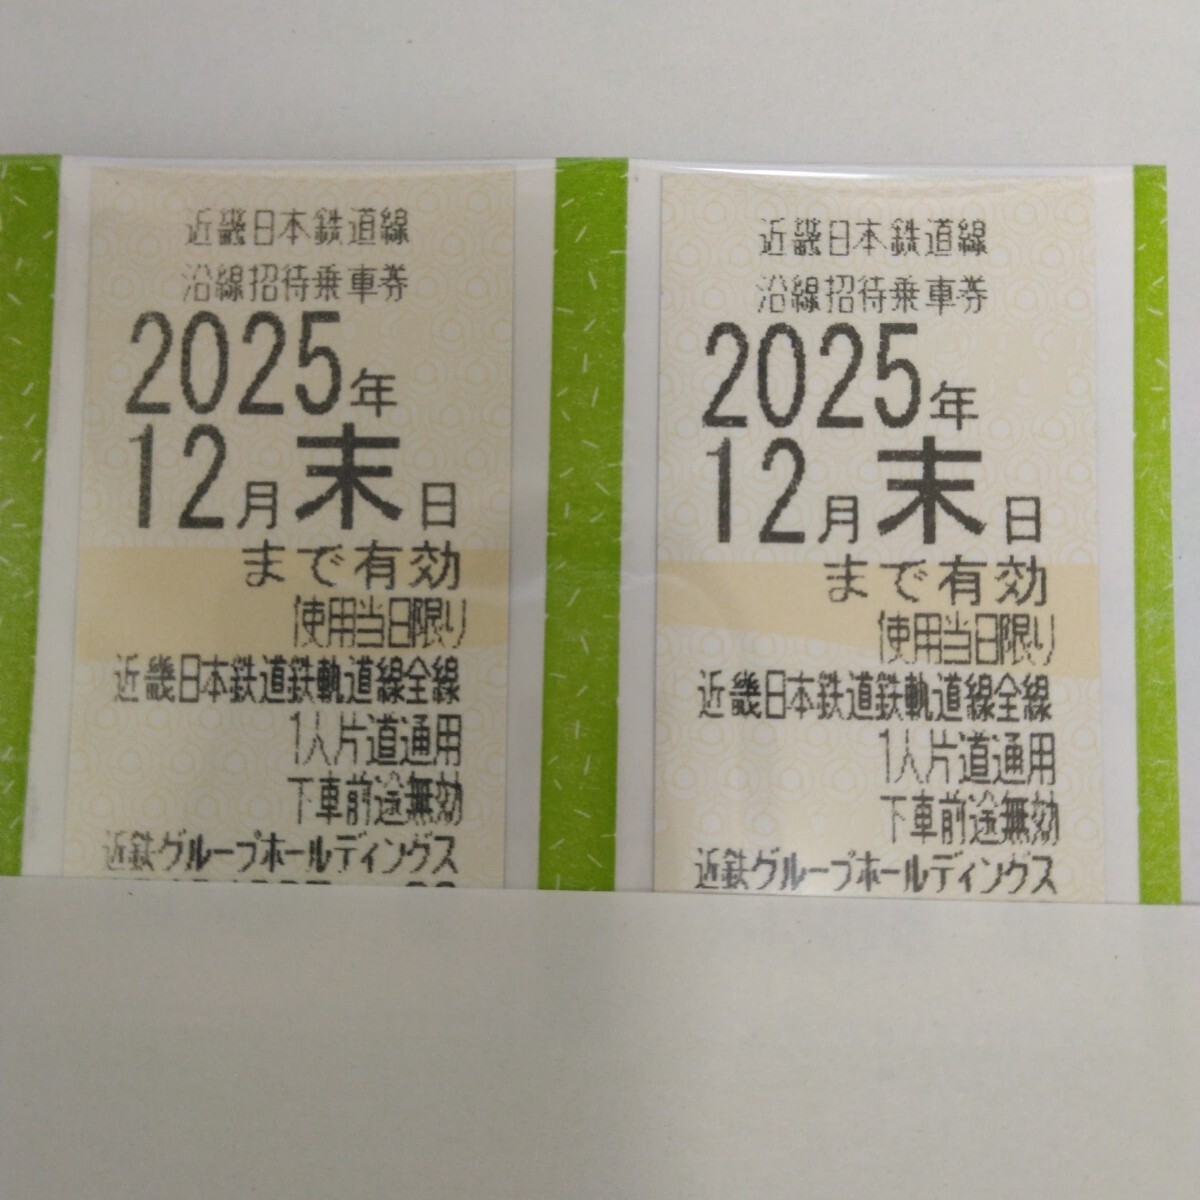 近畿日本鉄道線
沿線招待乗車券
2025年
12月末日
まで有効
使用当日限り
近畿日本鉄道鉄軌道線全線
1人片道通用
下車前途無効
近鉄グループホールディングス
近畿日本鉄道線
沿線招待乗車券
2025年
12月末日
まで有効
使用当日限り
近畿日本鉄道鉄軌道線全線
1人片道通用
下車前途無効
近鉄グループホールディングス